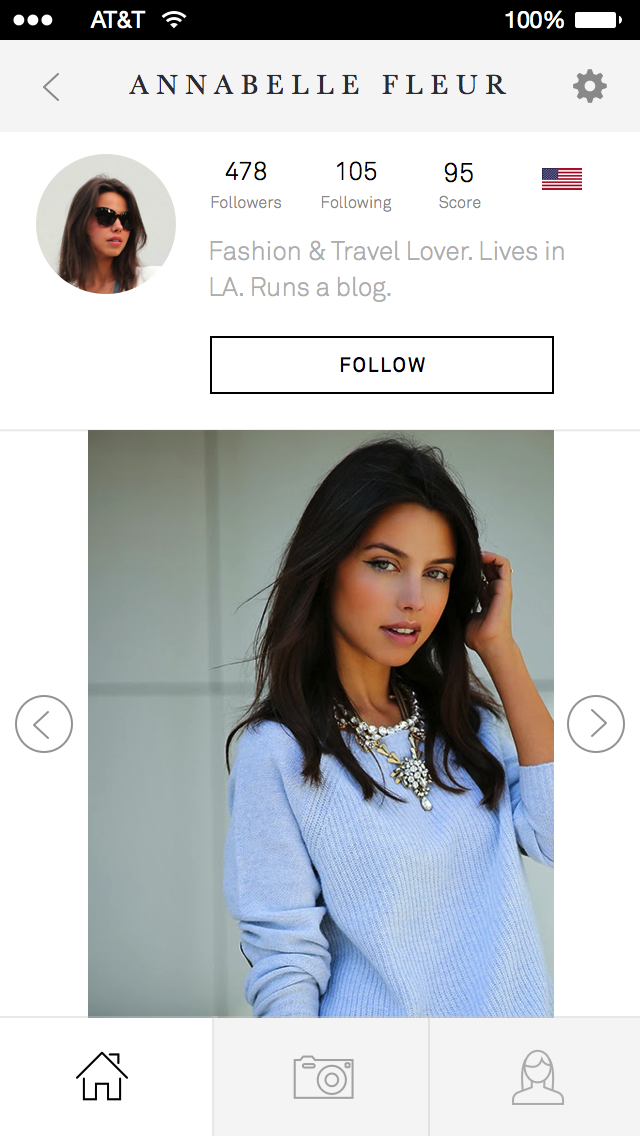 AT&T 100%
ANNABELLE FLEUR
478 105 95
Followers Following Score
Fashion & Travel Lover. Lives in
LA. Runs a blog.
FOLLOW